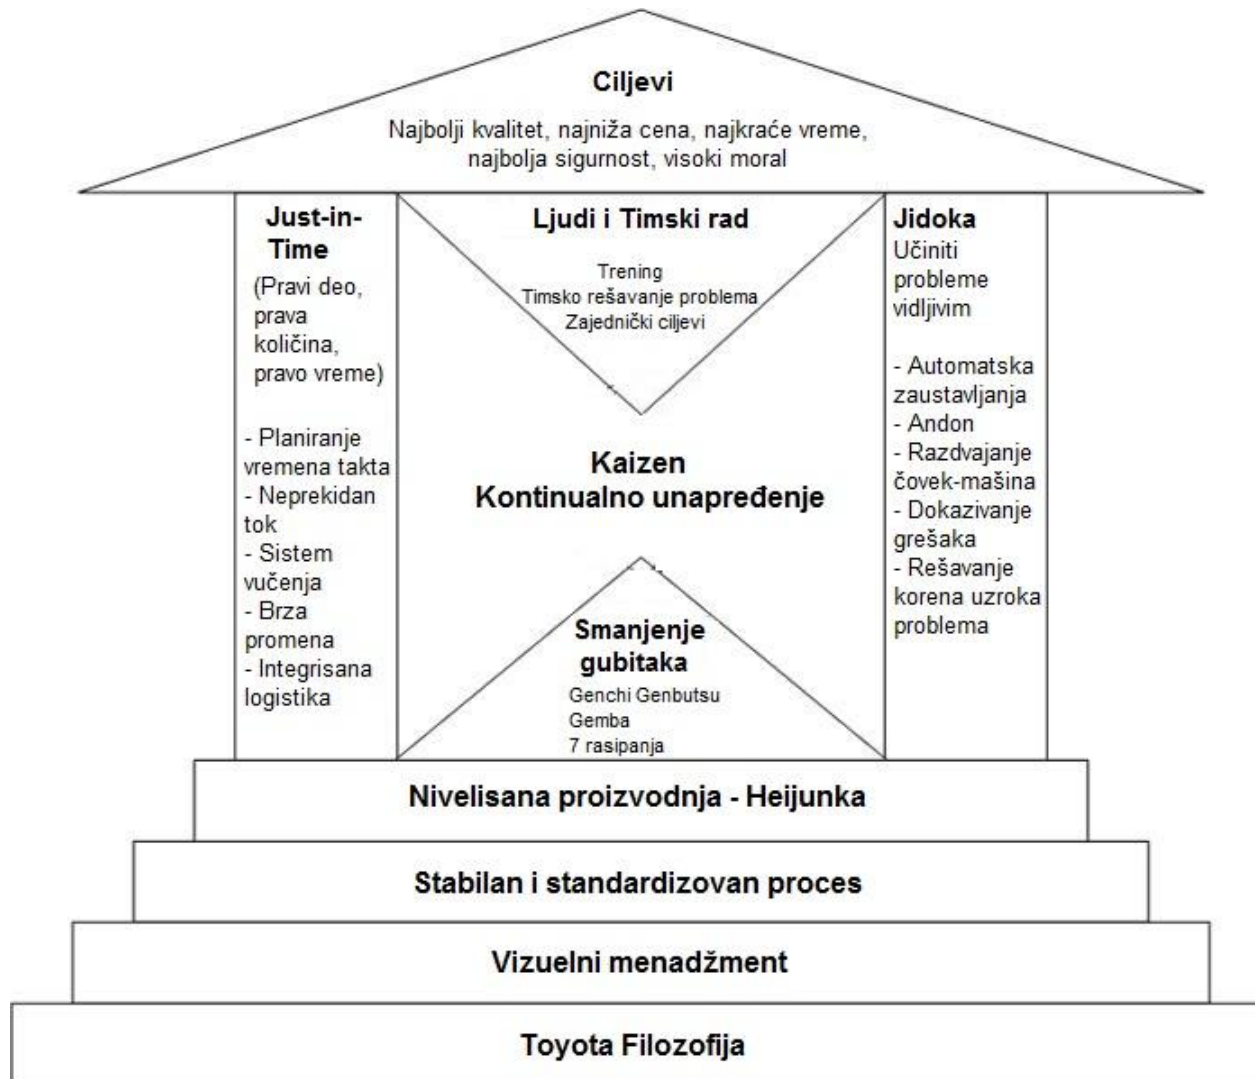 Ciljevi
Najbolji kvalitet, najniža cena, najkraće vreme,
najbolja sigurnost, visoki moral
Just-in-
Time
(Pravi deo,
prava
količina,
pravo vreme)
- Planiranje
vremena takta
- Neprekidan
tok
- Sistem
vučenja
- Brza
promena
- Integrisana
logistika
Ljudi i Timski rad
Trening
Timsko rešavanje problema
Zajednički ciljevi
Kaizen
Kontinualno unapređenje
Smanjenje
gubitaka
Genchi Genbutsu
Gemba
7 rasipanja
Jidoka
Učiniti
probleme
vidljivim
- Automatska
zaustavljanja
- Andon
- Razdvajanje
čovek-mašina
- Dokazivanje
grešaka
- Rešavanje
korena uzroka
problema
Nivelisana proizvodnja - Heijunka
Stabilan i standardizovan proces
Vizuelni menadžment
Toyota Filozofija